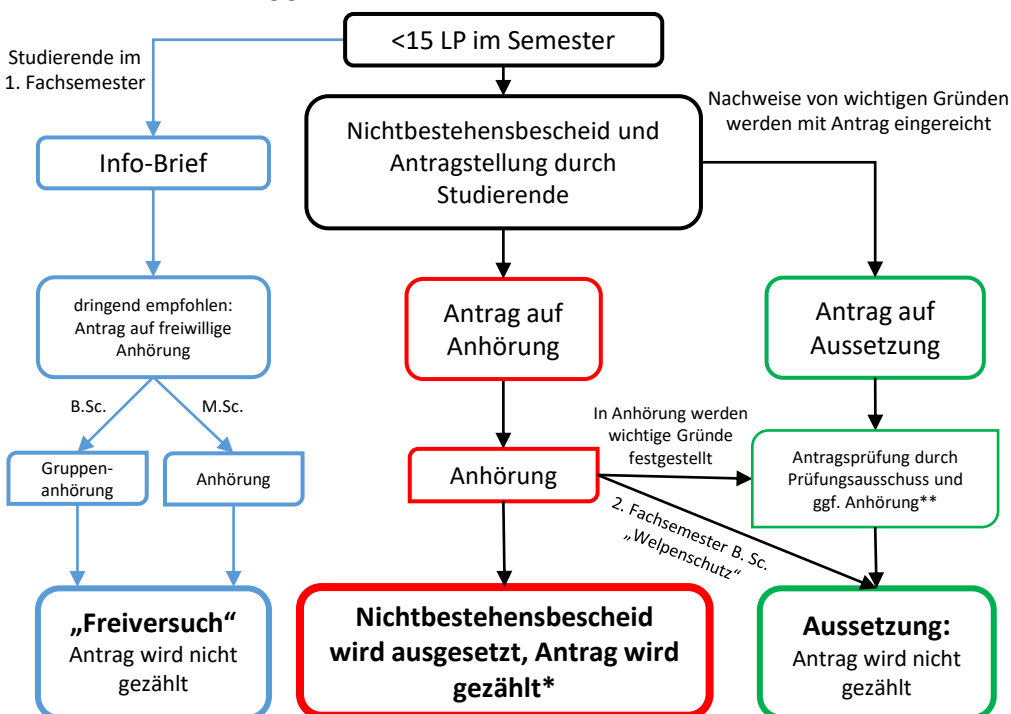 <15 LP im Semester
Studierende im
1. Fachsemester
Nachweise von wichtigen Gründen
werden mit Antrag eingereicht
Info-Brief
Nichtbestehensbescheid und
Antragstellung durch
Studierende
dringend empfohlen:
Antrag auf freiwillige
Anhörung
Antrag auf
Anhörung
Antrag auf
Aussetzung
B.Sc.
M.Sc.
In Anhörung werden
wichtige Gründe
festgestellt
Gruppen-
anhörung
Anhörung
Anhörung
Antragsprüfung durch
Prüfungsausschuss und
ggf. Anhörung**
2. Fachsemester B. Sc.
„Welpenschutz“
„Freiversuch“
Antrag wird nicht
gezählt
Nichtbestehensbescheid
wird ausgesetzt, Antrag wird
gezählt*
Aussetzung:
Antrag wird nicht
gezählt